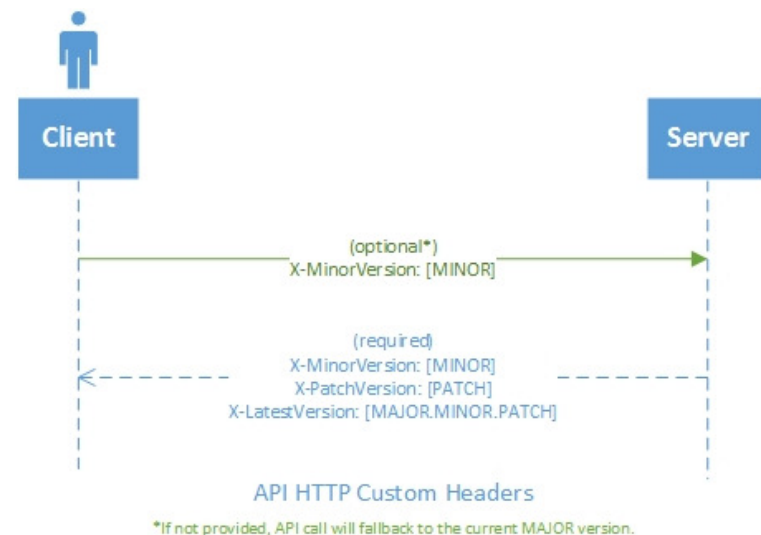 Client
Server
(optional*)
X-MinorVersion: [MINOR]
(required)
X-MinorVersion: [MINOR]
X-PatchVersion: [PATCH]
X-LatestVersion: [MAJOR.MINOR.PATCH]
API HTTP Custom Headers
*If not provided, API call will fallback to the current MAJOR version.